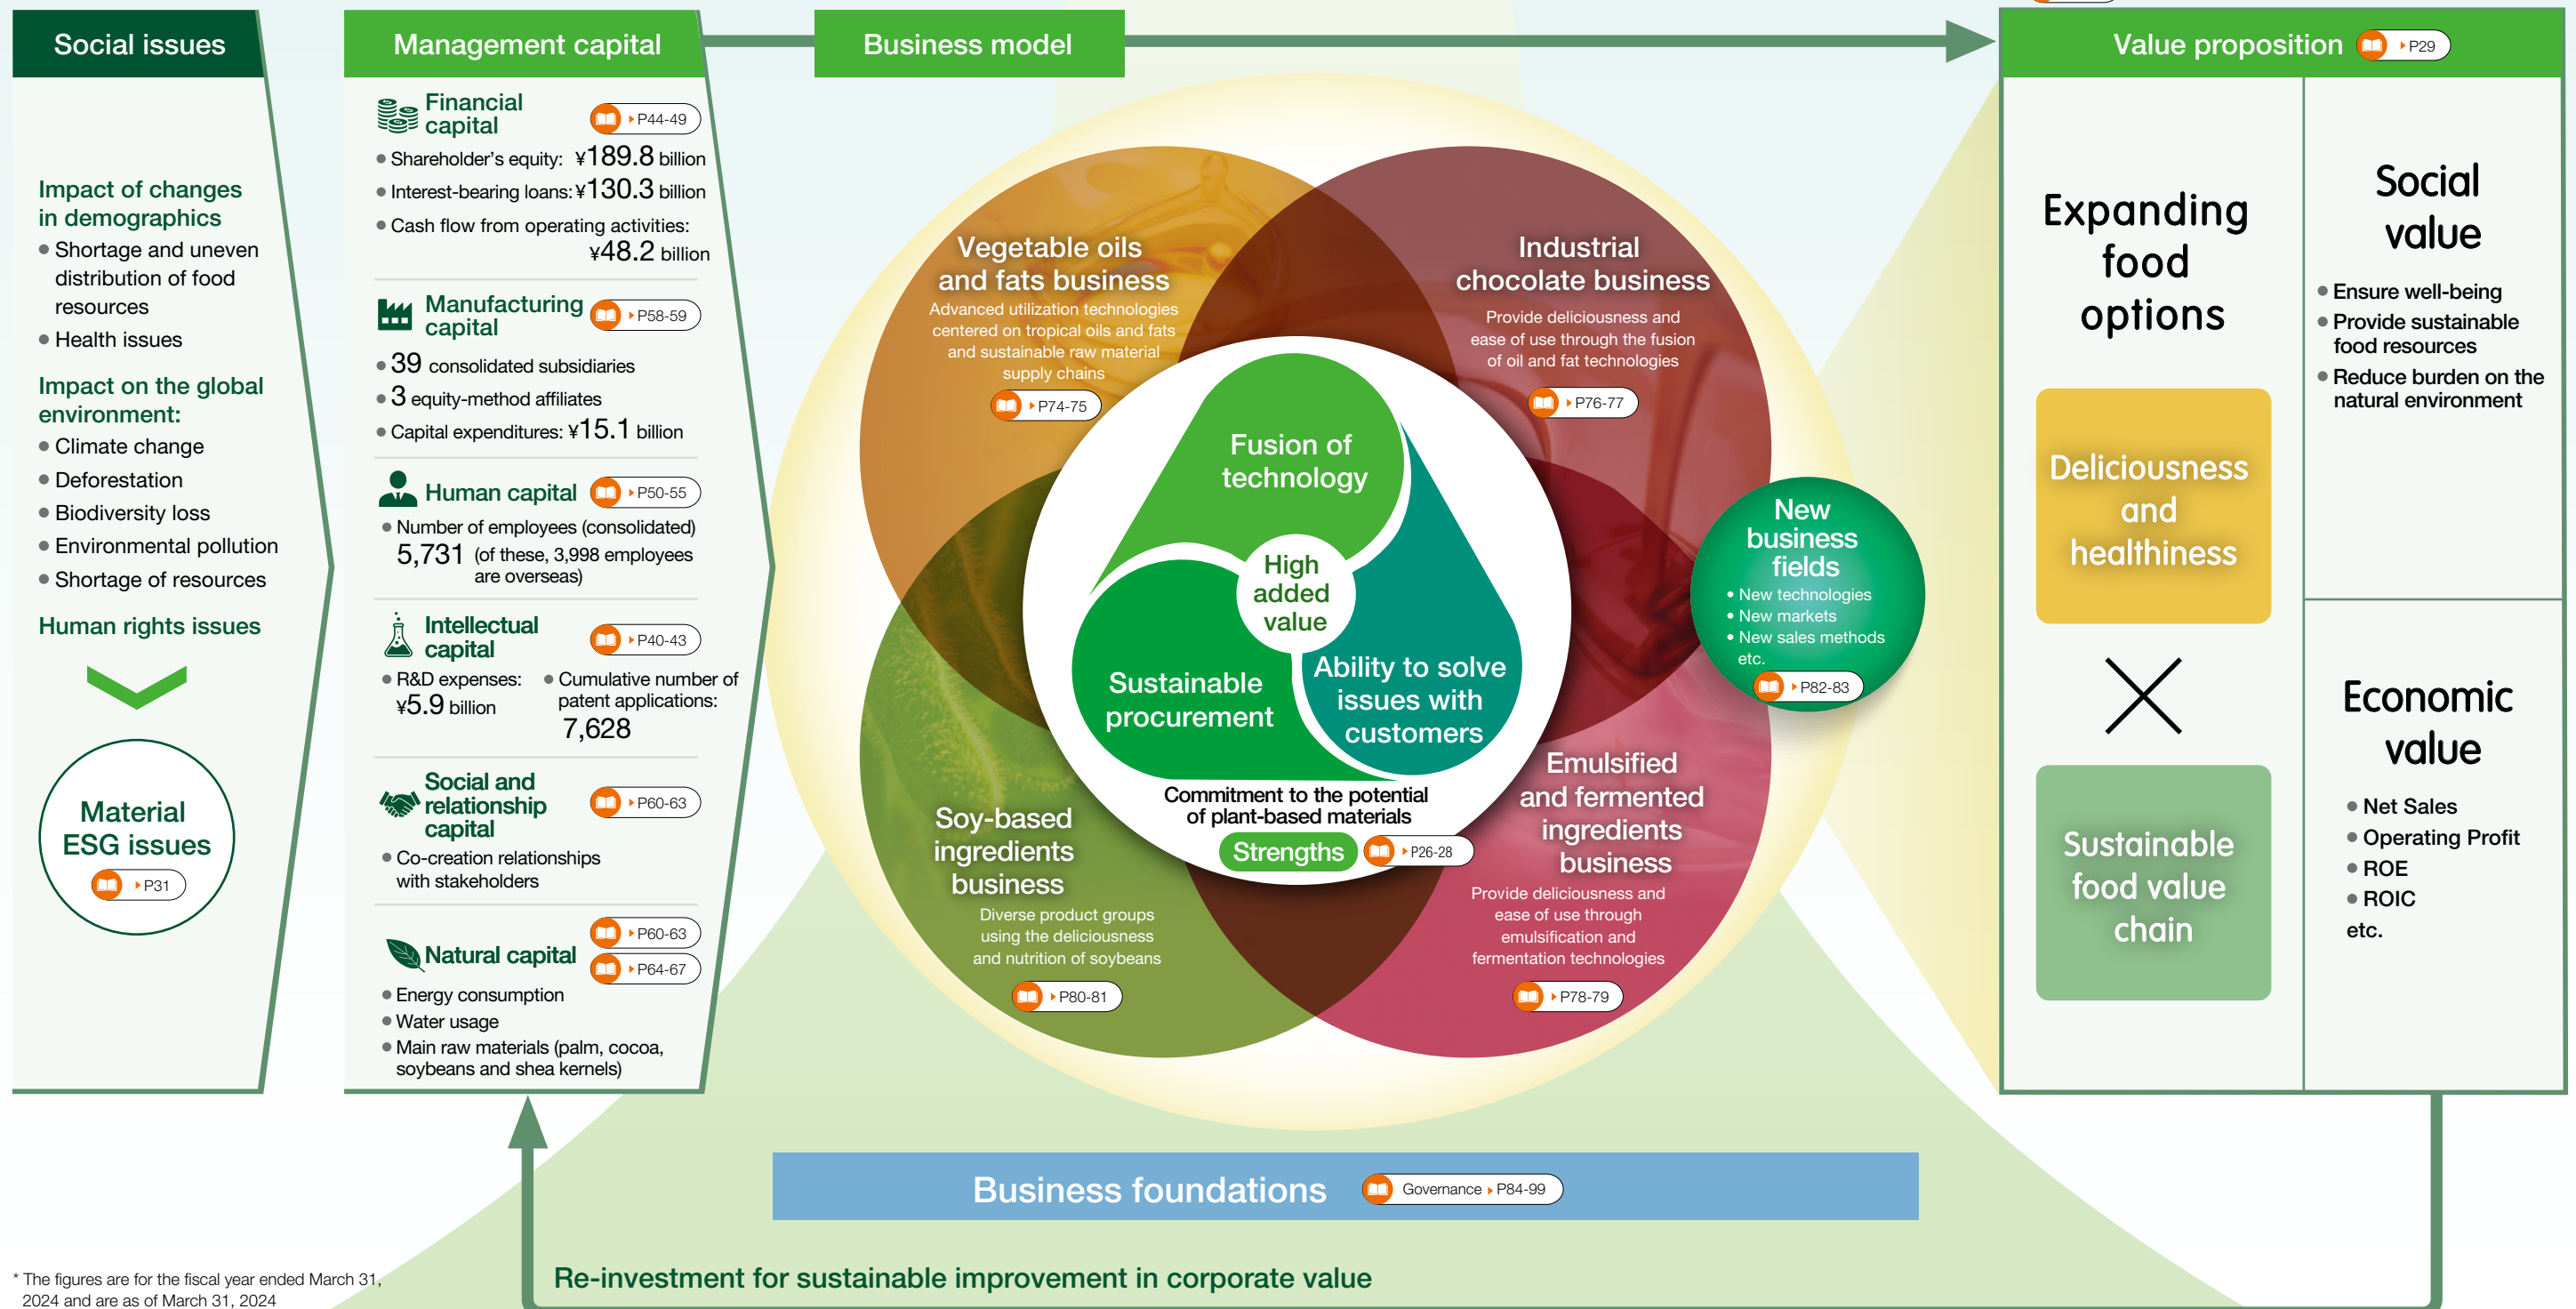 Social issues
Impact of changes
in demographics
● Shortage and uneven
distribution of food
resources
● Health issues
Impact on the global
environment:
● Climate change
● Deforestation
● Biodiversity loss
● Environmental pollution
● Shortage of resources
Human rights issues
Material
ESG issues
P31
Management capital
Financial
capital
P44-49
● Shareholder's equity: ¥189.8 billion
● Interest-bearing loans: ¥130.3 billion
● Cash flow from operating activities:
¥48.2 billion
Manufacturing
capital
P58-59
● 39 consolidated subsidiaries
● 3 equity-method affiliates
● Capital expenditures: ¥15.1 billion
Human capital
P50-55
● Number of employees (consolidated)
5,731 (of these, 3,998 employees
are overseas)
Intellectual
capital
P40-43
● R&D expenses:
¥5.9 billion
● Cumulative number of
patent applications:
7,628
Social and
relationship
capital
P60-63
● Co-creation relationships
with stakeholders
Natural capital
P60-63
P64-67
● Energy consumption
● Water usage
● Main raw materials (palm, cocoa,
soybeans and shea kernels)
Business model
Vegetable oils
and fats business
Advanced utilization technologies
centered on tropical oils and fats
and sustainable raw material
supply chains
P74-75
Industrial
chocolate business
Provide deliciousness and
ease of use through the fusion
of oil and fat technologies
P76-77
Fusion of
technology
High
added
value
Sustainable
procurement
Ability to solve
issues with
customers
Commitment to the potential
of plant-based materials
Strengths
P26-28
New
business
fields
• New technologies
• New markets
• New sales methods
etc.
P82-83
Soy-based
ingredients
business
Diverse product groups
using the deliciousness
and nutrition of soybeans
P80-81
Emulsified
and fermented
ingredients
business
Provide deliciousness and
ease of use through
emulsification and
fermentation technologies
P78-79
Value proposition
P29
Expanding
food
options
Deliciousness
and
healthiness
Sustainable
food value
chain
Social
value
● Ensure well-being
● Provide sustainable
food resources
● Reduce burden on the
natural environment
Economic
value
● Net Sales
● Operating Profit
● ROE
● ROIC
etc.
Business foundations
Governance P84-99
Re-investment for sustainable improvement in corporate value
* The figures are for the fiscal year ended March 31,
2024 and are as of March 31, 2024